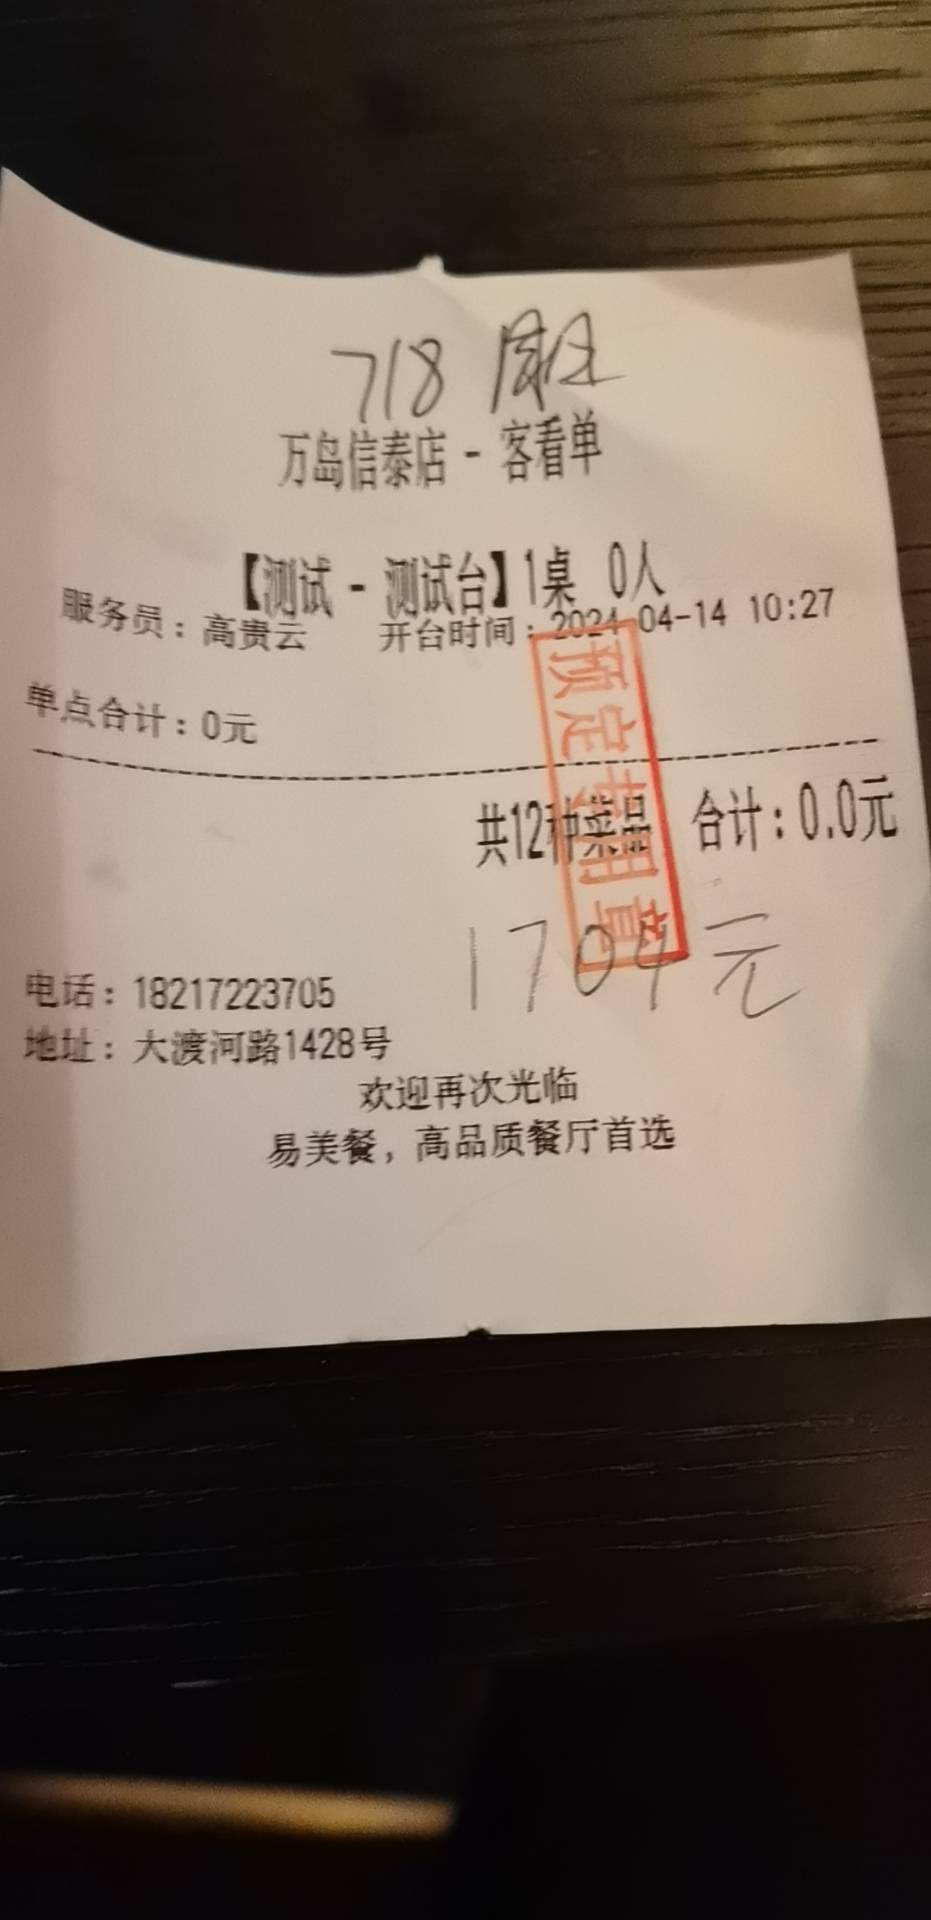 718 周红
万岛信泰店 - 客看单
【测试 - 测试台】1桌 0人
服务员：高贵云 开台时间：2024-04-14 10:27
单点合计：0元
预定专用章
共12种菜品 合计：0.0元
1704元
电话：18217223705
地址：大渡河路1428号
欢迎再次光临
易美餐，高品质餐厅首选